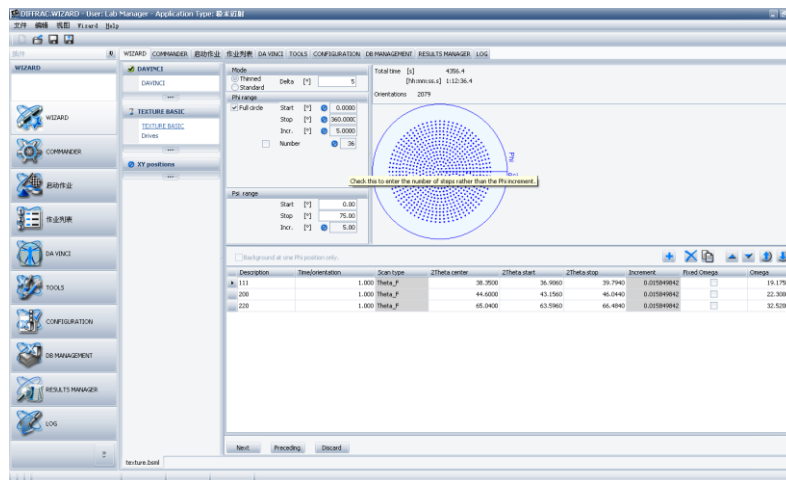 DIFFRAC.WIZARD - User: Lab Manager - Application Type: 联未近射
文件 编辑 视图 Wizard Help
WIZARD COMMANDER 启动作业 作业列表 DA VINCI TOOLS CONFIGURATION DB MANAGEMENT RESULTS MANAGER LOG
WIZARD
WIZARD
COMMANDER
启动作业
作业列表
DA VINCI
TOOLS
CONFIGURATION
DB MANAGEMENT
RESULTS MANAGER
LOG
DAVINCI
DAVINCI
TEXTURE BASIC
TEXTURE BASIC
Drives
XY positions
Mode
Thinned Delta [°] 5
Standard
Phi range
Full circle Start [°] 0.0000
Stop [°] 360.000
Incr. [°] 5.0000
Number 36
Psi range
Start [°] 0.00
Stop [°] 75.00
Incr. [°] 5.00
Total time [s] 4356.4
[hh:mm:ss.s] 1:12:36.4
Orientations 2079
Phi
Check this to enter the number of steps rather than the Phi increment.
Background at one Phi position only.
Description Time/orientation Scan type 2Theta center 2Theta start 2Theta stop Increment Fixed Omega Omega
111 1.000 Theta_F 38.3500 36.9060 39.7940 0.015849842 19.175
200 1.000 Theta_F 44.6000 43.1560 46.0440 0.015849842 22.300
220 1.000 Theta_F 65.0400 63.5960 66.4840 0.015849842 32.520
Next Preceding Discard
texture.bsml